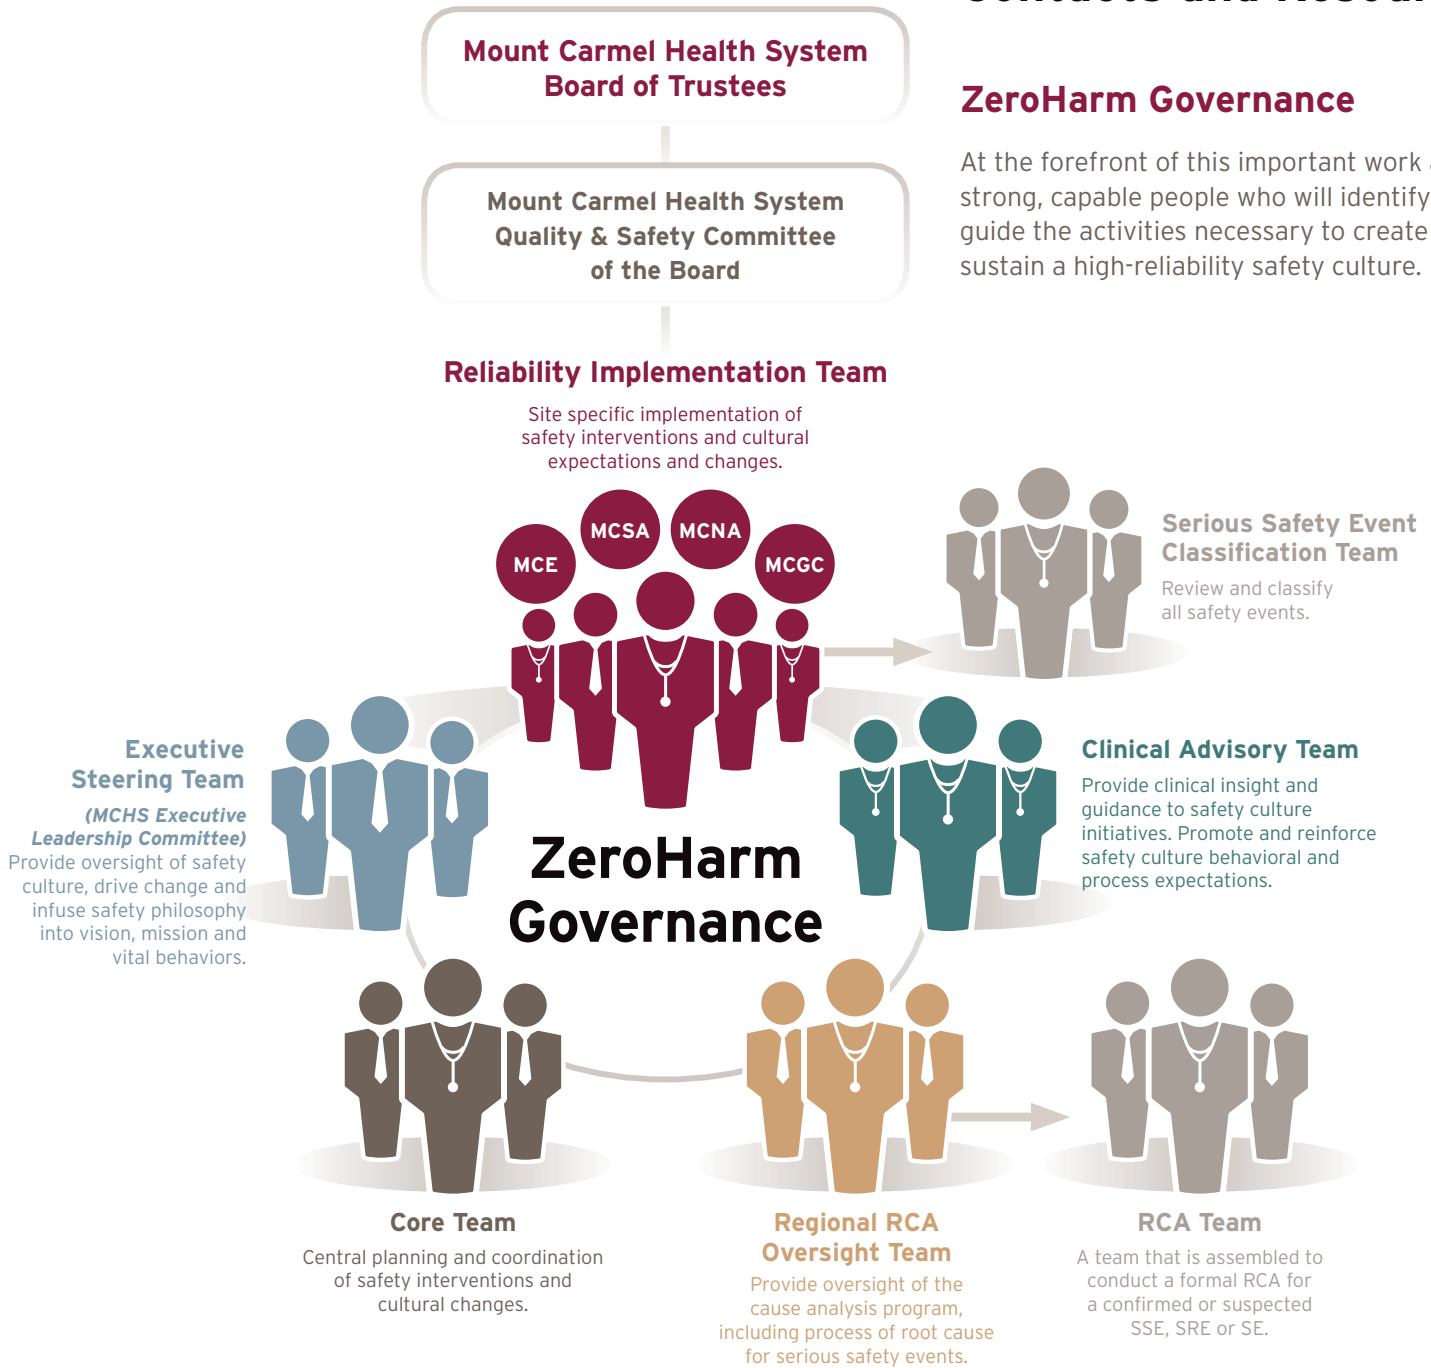 Mount Carmel Health System
Board of Trustees
Mount Carmel Health System
Quality & Safety Committee
of the Board
ZeroHarm Governance
At the forefront of this important work
strong, capable people who will identify
guide the activities necessary to create
sustain a high-reliability safety culture.
Reliability Implementation Team
Site specific implementation of
safety interventions and cultural
expectations and changes.
MCE
MCSA
MCNA
MCGC
Serious Safety Event
Classification Team
Review and classify
all safety events.
Executive
Steering Team
(MCHS Executive
Leadership Committee)
Provide oversight of safety
culture, drive change and
infuse safety philosophy
into vision, mission and
vital behaviors.
Clinical Advisory Team
Provide clinical insight and
guidance to safety culture
initiatives. Promote and reinforce
safety culture behavioral and
process expectations.
ZeroHarm
Governance
Core Team
Central planning and coordination
of safety interventions and
cultural changes.
Regional RCA
Oversight Team
Provide oversight of the
cause analysis program,
including process of root cause
for serious safety events.
RCA Team
A team that is assembled to
conduct a formal RCA for
a confirmed or suspected
SSE, SRE or SE.